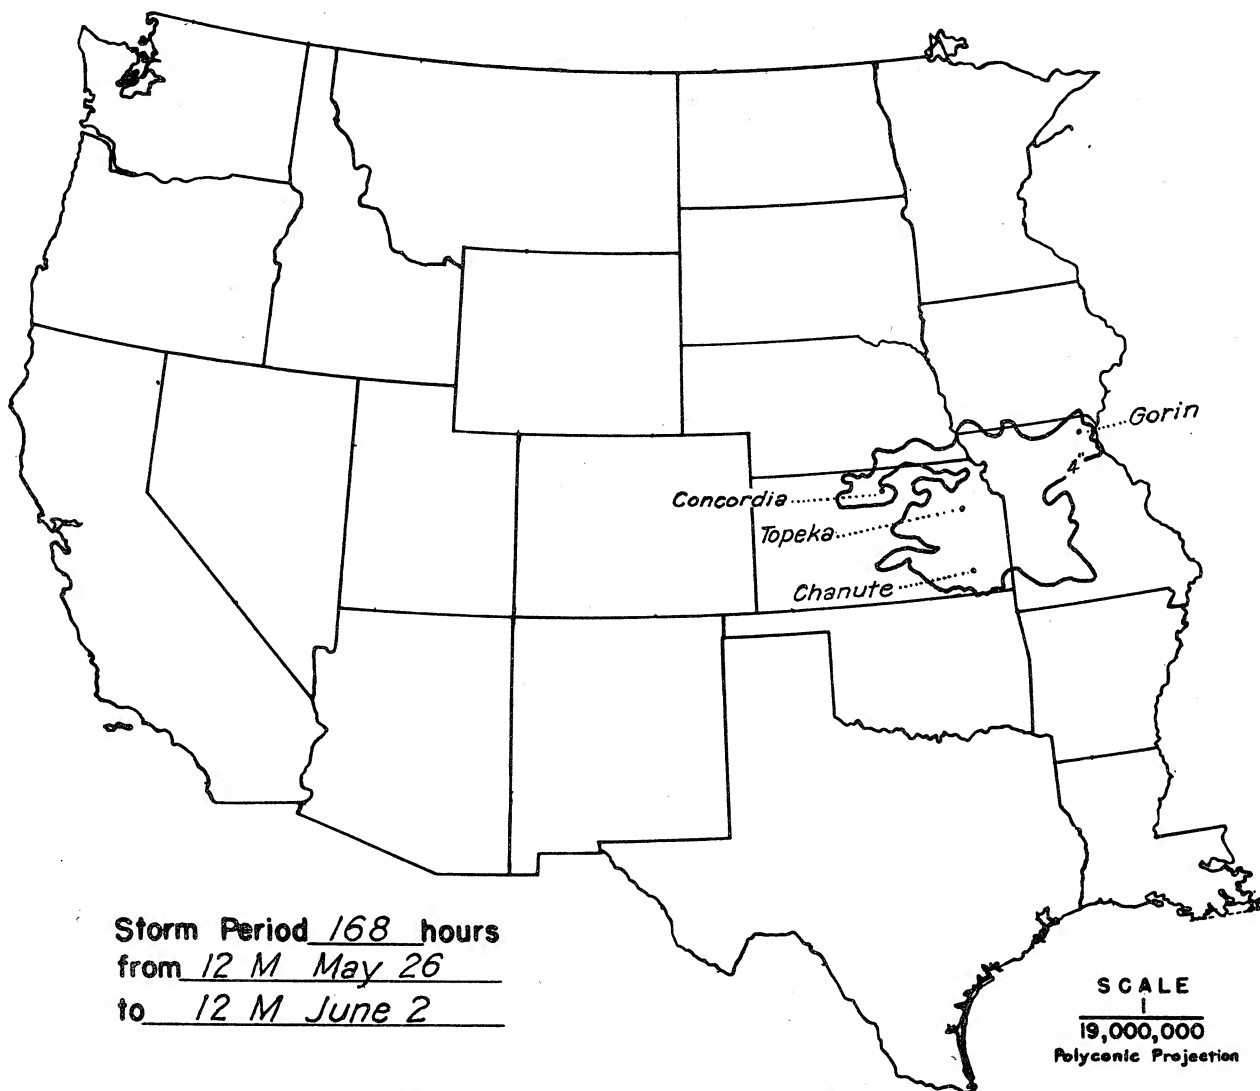 Gorin
4"
Concordia
Topeka
Chanute
Storm Period 168 hours
from 12 M May 26
to 12 M June 2
SCALE
1
19,000,000
Polyconic Projection